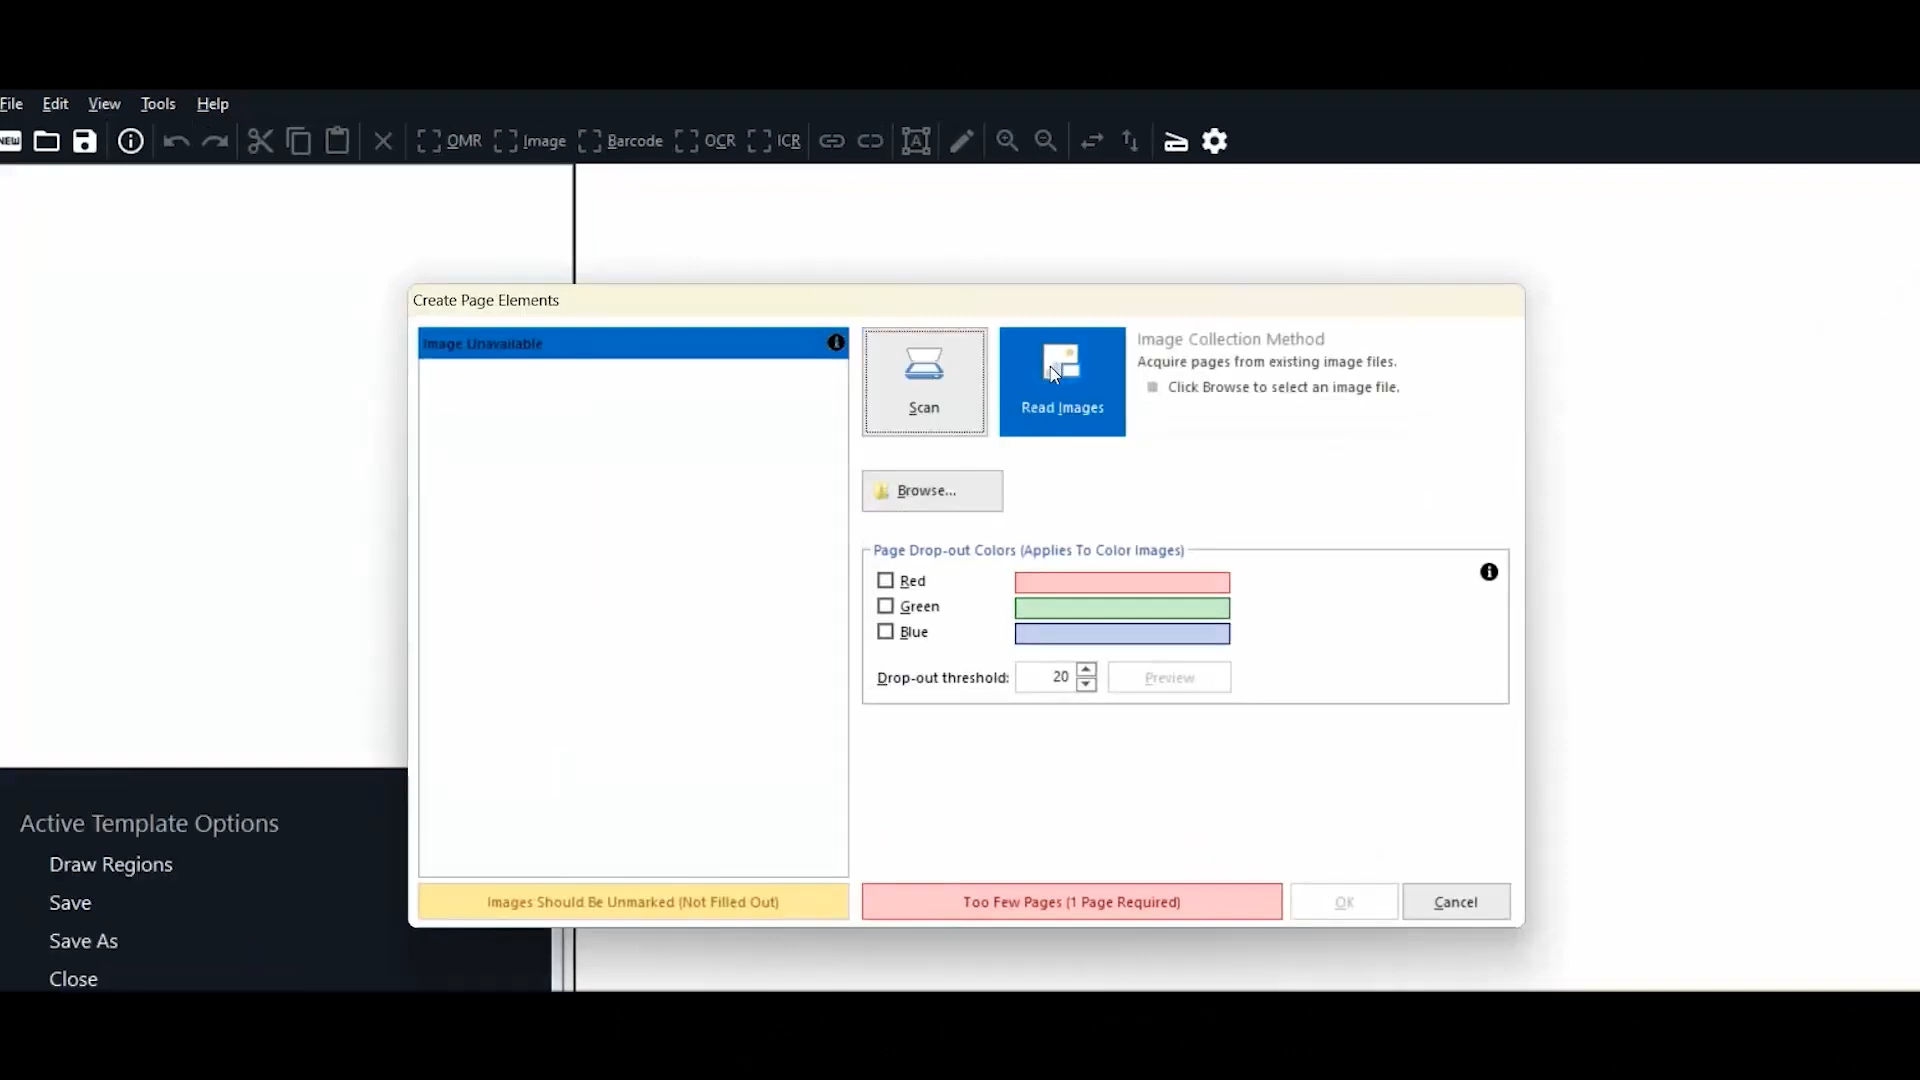 File Edit View Tools Help
NEW OMR Image Barcode OCR ICR
Create Page Elements
Image Unavailable
Scan
Read Images
Image Collection Method
Acquire pages from existing image files.
Click Browse to select an image file.
Browse...
Page Drop-out Colors (Applies To Color Images)
Red
Green
Blue
Drop-out threshold: 20 Preview
Images Should Be Unmarked (Not Filled Out)
Too Few Pages (1 Page Required)
OK
Cancel
Active Template Options
Draw Regions
Save
Save As
Close